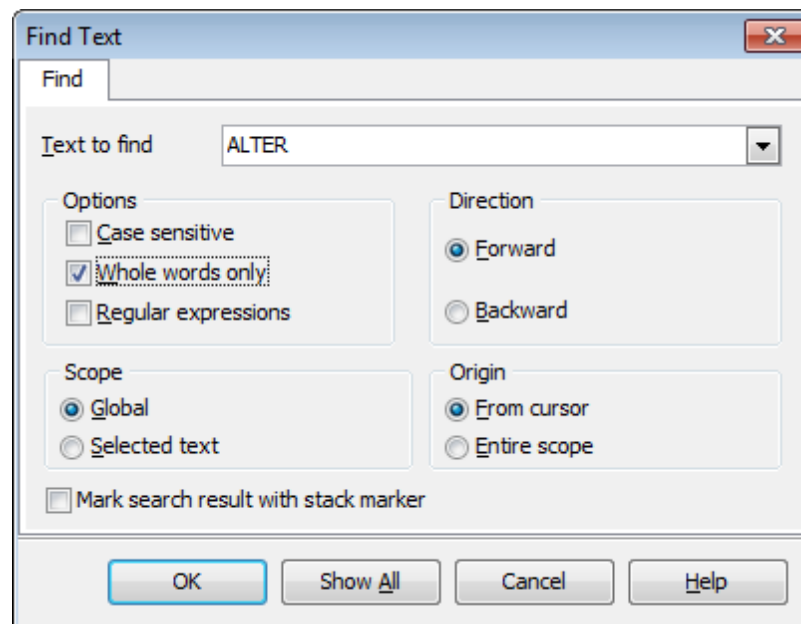 Find Text
Find
Text to find ALTER
Options
Case sensitive
Whole words only
Regular expressions
Direction
Forward
Backward
Scope
Global
Selected text
Origin
From cursor
Entire scope
Mark search result with stack marker
OK Show All Cancel Help